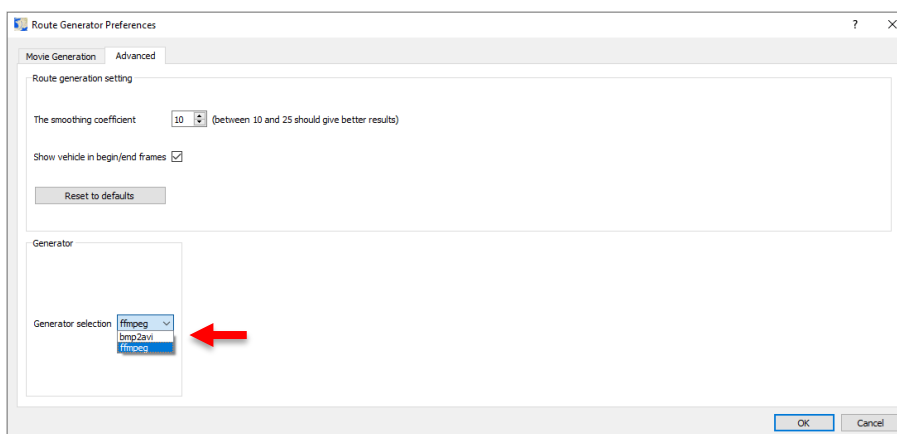 Route Generator Preferences
Movie Generation Advanced
Route generation setting
The smoothing coefficient 10 (between 10 and 25 should give better results)
Show vehicle in begin/end frames
Reset to defaults
Generator
Generator selection ffmpeg
bmp2avi
ffmpeg
OK Cancel